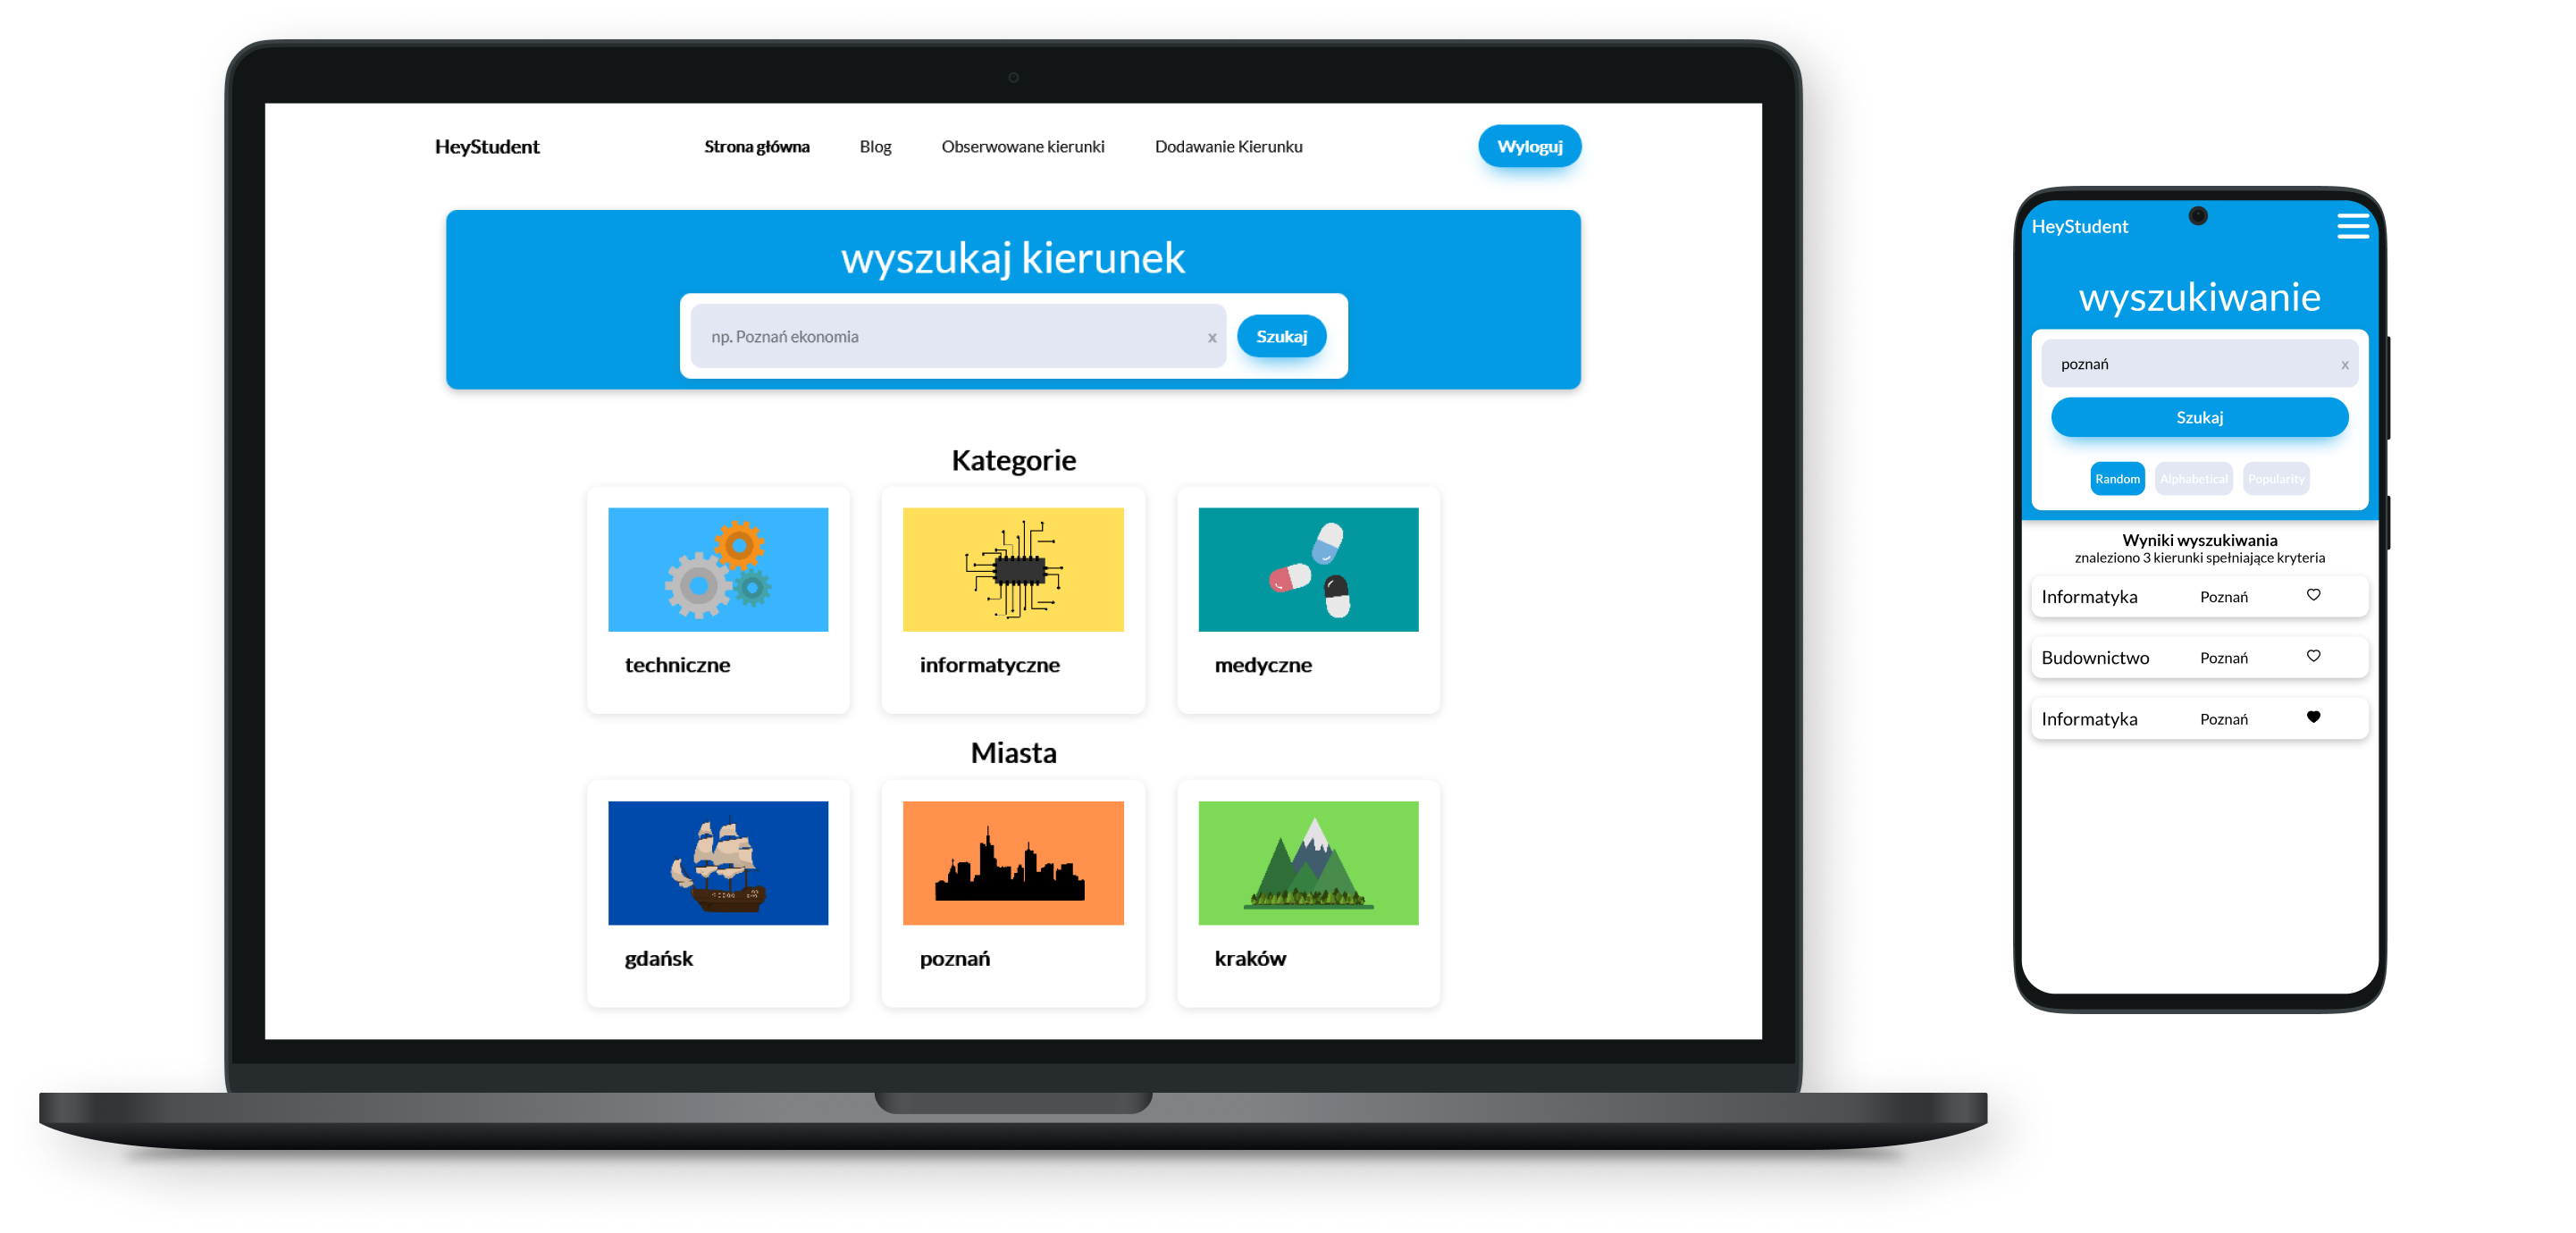 HeyStudent
Strona główna Blog Obserwowane kierunki Dodawanie Kierunku
Wyloguj
wyszukaj kierunek
np. Poznań ekonomia x
Szukaj
Kategorie
techniczne informatyczne medyczne
Miasta
gdańsk poznań kraków
HeyStudent
wyszukiwanie
poznań x
Szukaj
Random Alphabetical Popularity
Wyniki wyszukiwania
znaleziono 3 kierunki spełniające kryteria
Informatyka Poznań
Budownictwo Poznań
Informatyka Poznań